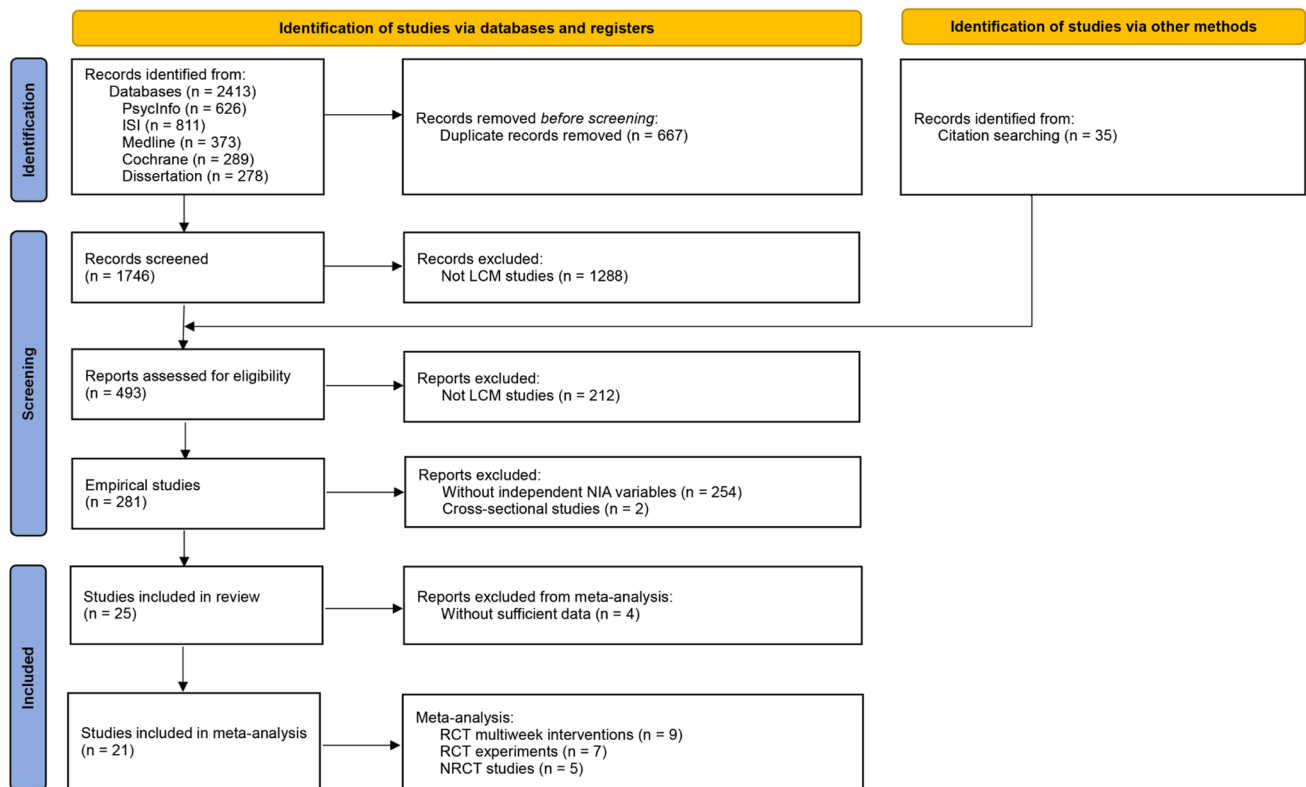 Identification of studies via databases and registers
Identification of studies via other methods
Identification
Records identified from:
Databases (n = 2413)
PsycInfo (n = 626)
ISI (n = 811)
Medline (n = 373)
Cochrane (n = 289)
Dissertation (n = 278)
Records removed before screening:
Duplicate records removed (n = 667)
Records identified from:
Citation searching (n = 35)
Screening
Records screened
(n = 1746)
Records excluded:
Not LCM studies (n = 1288)
Reports assessed for eligibility
(n = 493)
Reports excluded:
Not LCM studies (n = 212)
Empirical studies
(n = 281)
Reports excluded:
Without independent NIA variables (n = 254)
Cross-sectional studies (n = 2)
Included
Studies included in review
(n = 25)
Reports excluded from meta-analysis:
Without sufficient data (n = 4)
Studies included in meta-analysis
(n = 21)
Meta-analysis:
RCT multiweek interventions (n = 9)
RCT experiments (n = 7)
NRCT studies (n = 5)